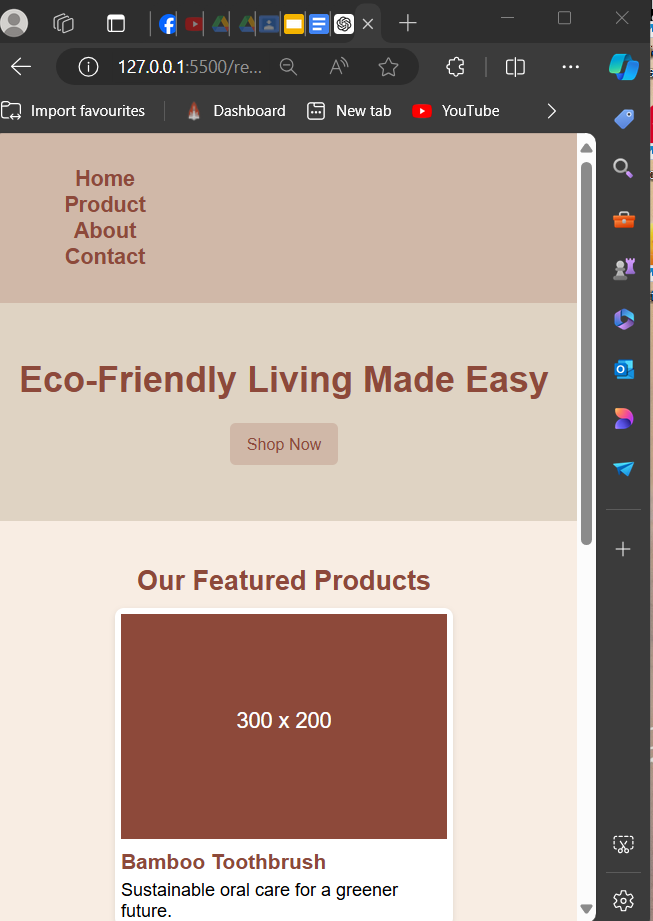 127.0.0.1:5500/re...
Import favourites
Dashboard
New tab
YouTube
Home
Product
About
Contact
Eco-Friendly Living Made Easy
Shop Now
Our Featured Products
300 x 200
Bamboo Toothbrush
Sustainable oral care for a greener
future.